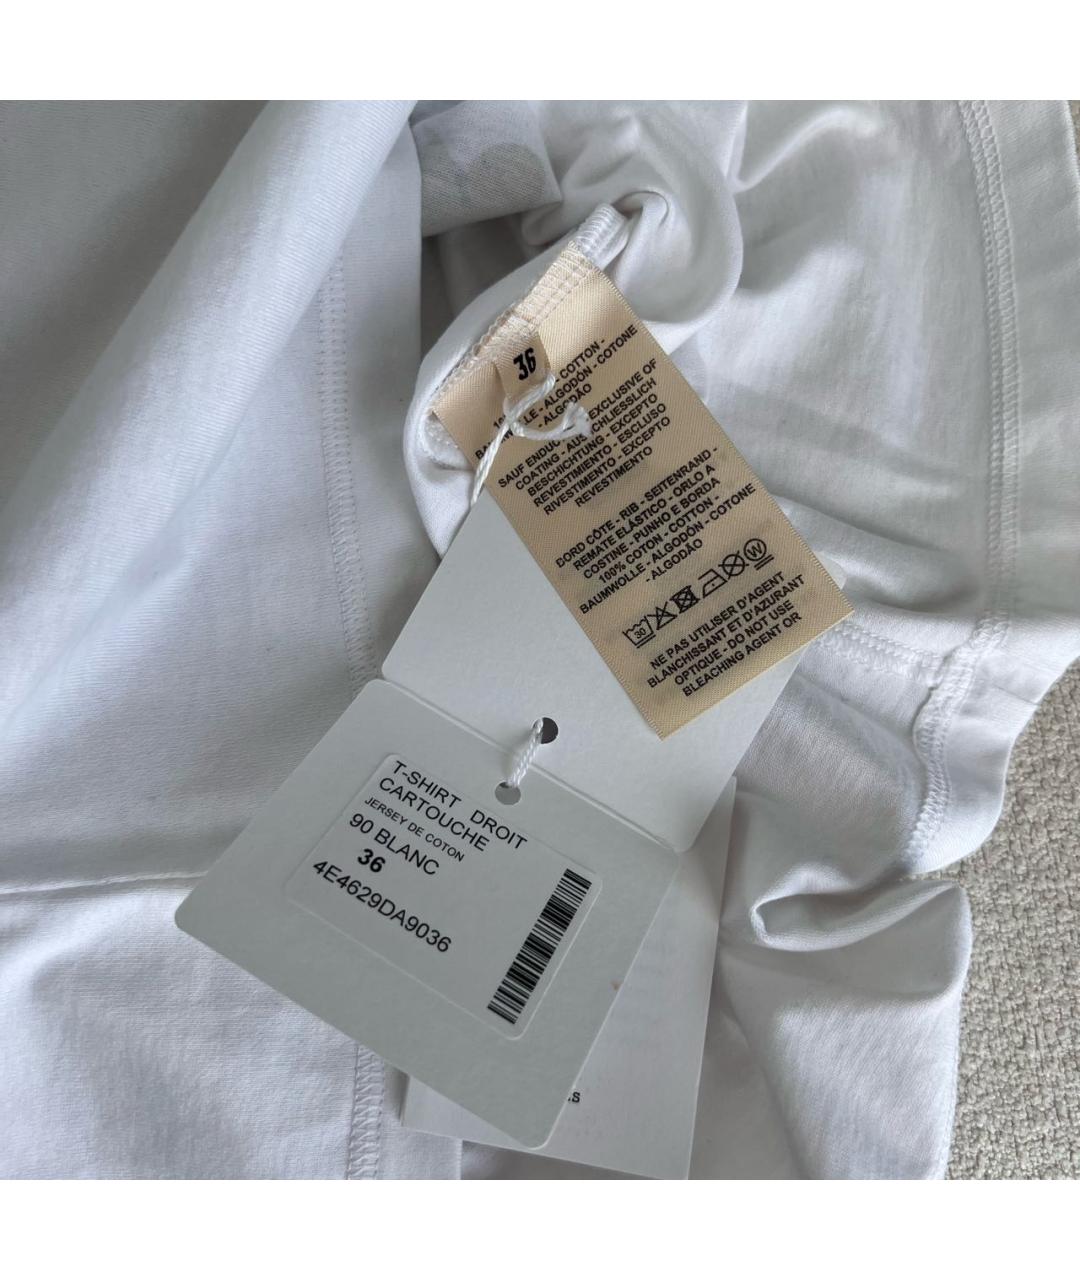 36
COTTON -
LLE - ALGODÓN - COTONE
- ALGODÃO
EXCLUSIVE OF
SAUF ENDUC
COATING - AUSSCHLIESSLICH
BESCHICHTUNG - EXCEPTO
REVESTIMIENTO - ESCLUSO
RIVESTIMENTO - EXCEPTO
REVESTIMENTO
BORD CÔTE - RIB - SEITENRAND -
REMATE ELÁSTICO - ORLO A
COSTINE - PUNHO E BORDA
100% COTON - COTTON -
BAUMWOLLE - ALGODÓN - COTONE
- ALGODÃO
30 W
NE PAS UTILISER D'AGENT
BLANCHISSANT ET D'AZURANT
OPTIQUE - DO NOT USE
BLEACHING AGENT OR
T-SHIRT DROIT
CARTOUCHE
JERSEY DE COTON
90 BLANC
36
4E4629DA9036